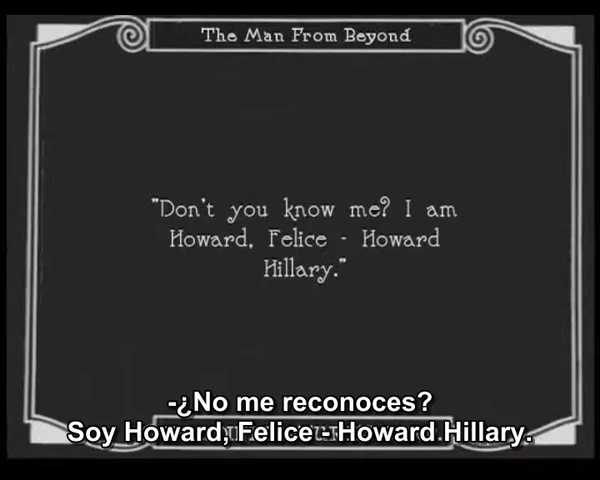 The Man From Beyond
"Don't you know me? I am
Howard, Felice - Howard
Hillary."
-¿No me reconoces?
Soy Howard, Felice - Howard Hillary.